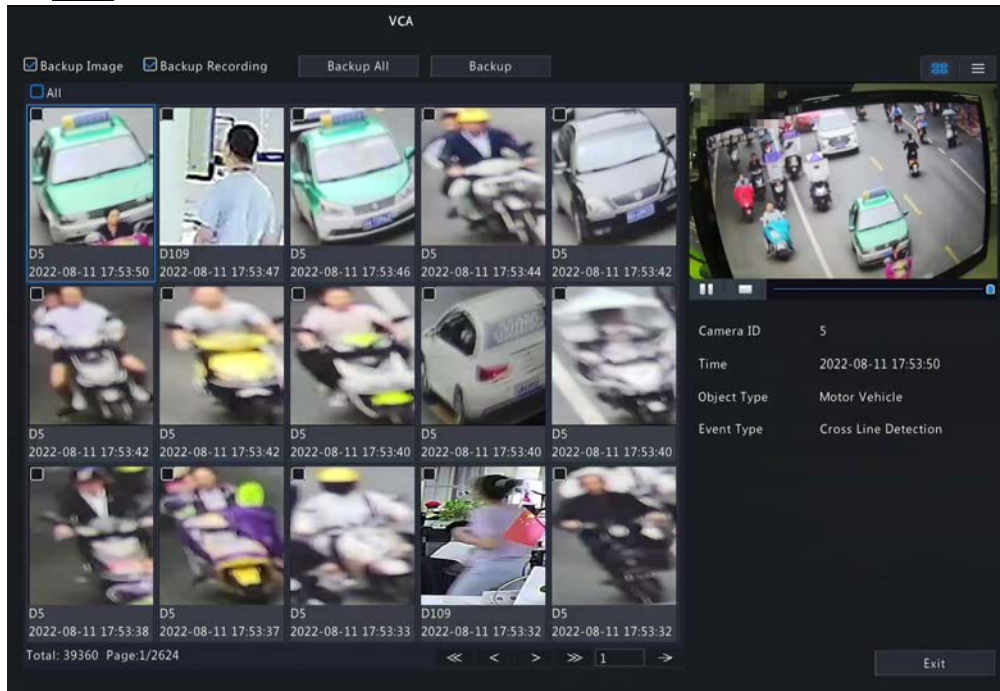 VCA
Backup Image Backup Recording Backup All Backup
All
D5 D109 D5 D5 D5
2022-08-11 17:53:50 2022-08-11 17:53:47 2022-08-11 17:53:46 2022-08-11 17:53:44 2022-08-11 17:53:42
D5 D5 D5 D5 D5
2022-08-11 17:53:42 2022-08-11 17:53:42 2022-08-11 17:53:40 2022-08-11 17:53:40 2022-08-11 17:53:40
D5 D5 D5 D109 D5
2022-08-11 17:53:38 2022-08-11 17:53:37 2022-08-11 17:53:33 2022-08-11 17:53:32 2022-08-11 17:53:32
Total: 39360 Page:1/2624 1
Camera ID 5
Time 2022-08-11 17:53:50
Object Type Motor Vehicle
Event Type Cross Line Detection
Exit